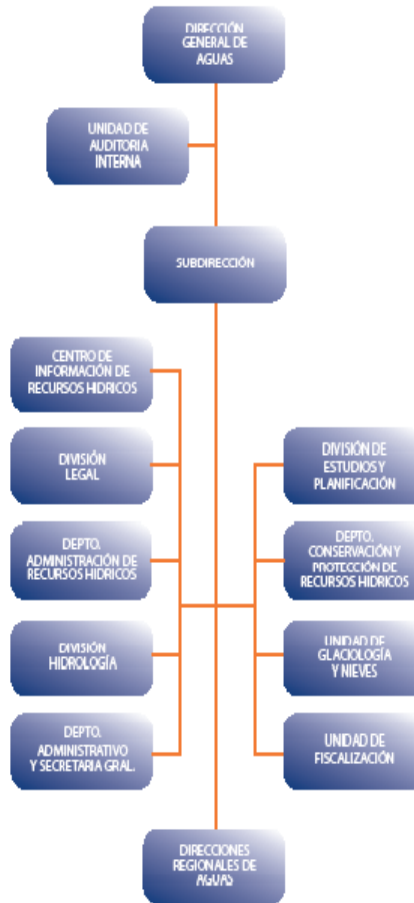 DIRECCIÓN
GENERAL DE
AGUAS
UNIDAD DE
AUDITORIA
INTERNA
SUBDIRECCIÓN
CENTRO DE
INFORMACIÓN DE
RECURSOS HIDRICOS
DIVISIÓN
LEGAL
DEPTO.
ADMINISTRACIÓN DE
RECURSOS HIDRICOS
DIVISIÓN
HIDROLOGÍA
DEPTO.
ADMINISTRATIVO
Y SECRETARIA GRAL.
DIVISIÓN DE
ESTUDIOS Y
PLANIFICACIÓN
DEPTO.
CONSERVACIÓN Y
PROTECCIÓN DE
RECURSOS HIDRICOS
UNIDAD DE
GLACIOLOGÍA
Y NIEVES
UNIDAD DE
FISCALIZACIÓN
DIRECCIONES
REGIONALES DE
AGUAS